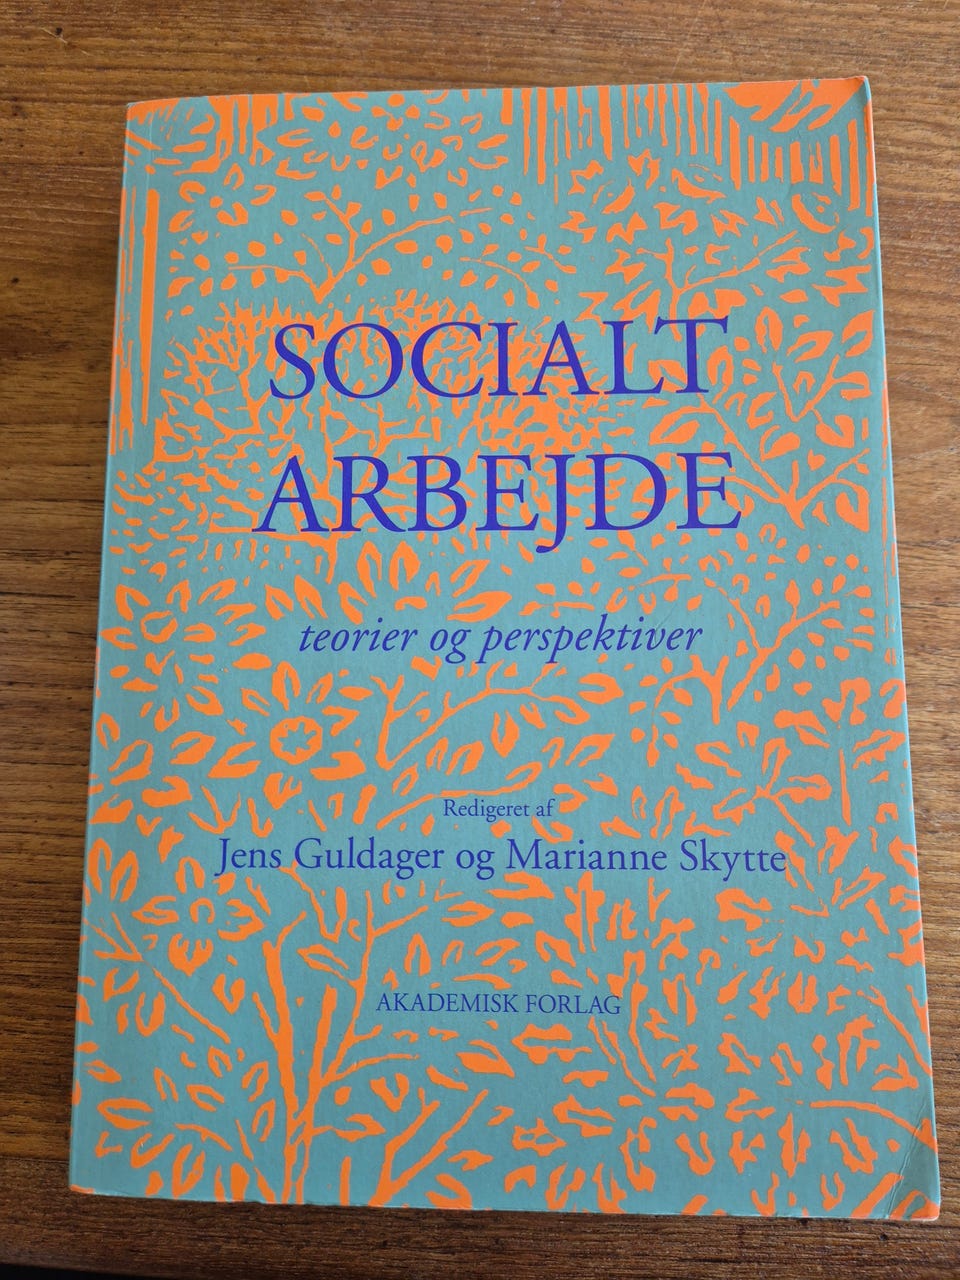 SOCIALT
ARBEJDE
teorier og perspektiver
Redigeret af
Jens Guldager og Marianne Skytte
AKADEMISK FORLAG